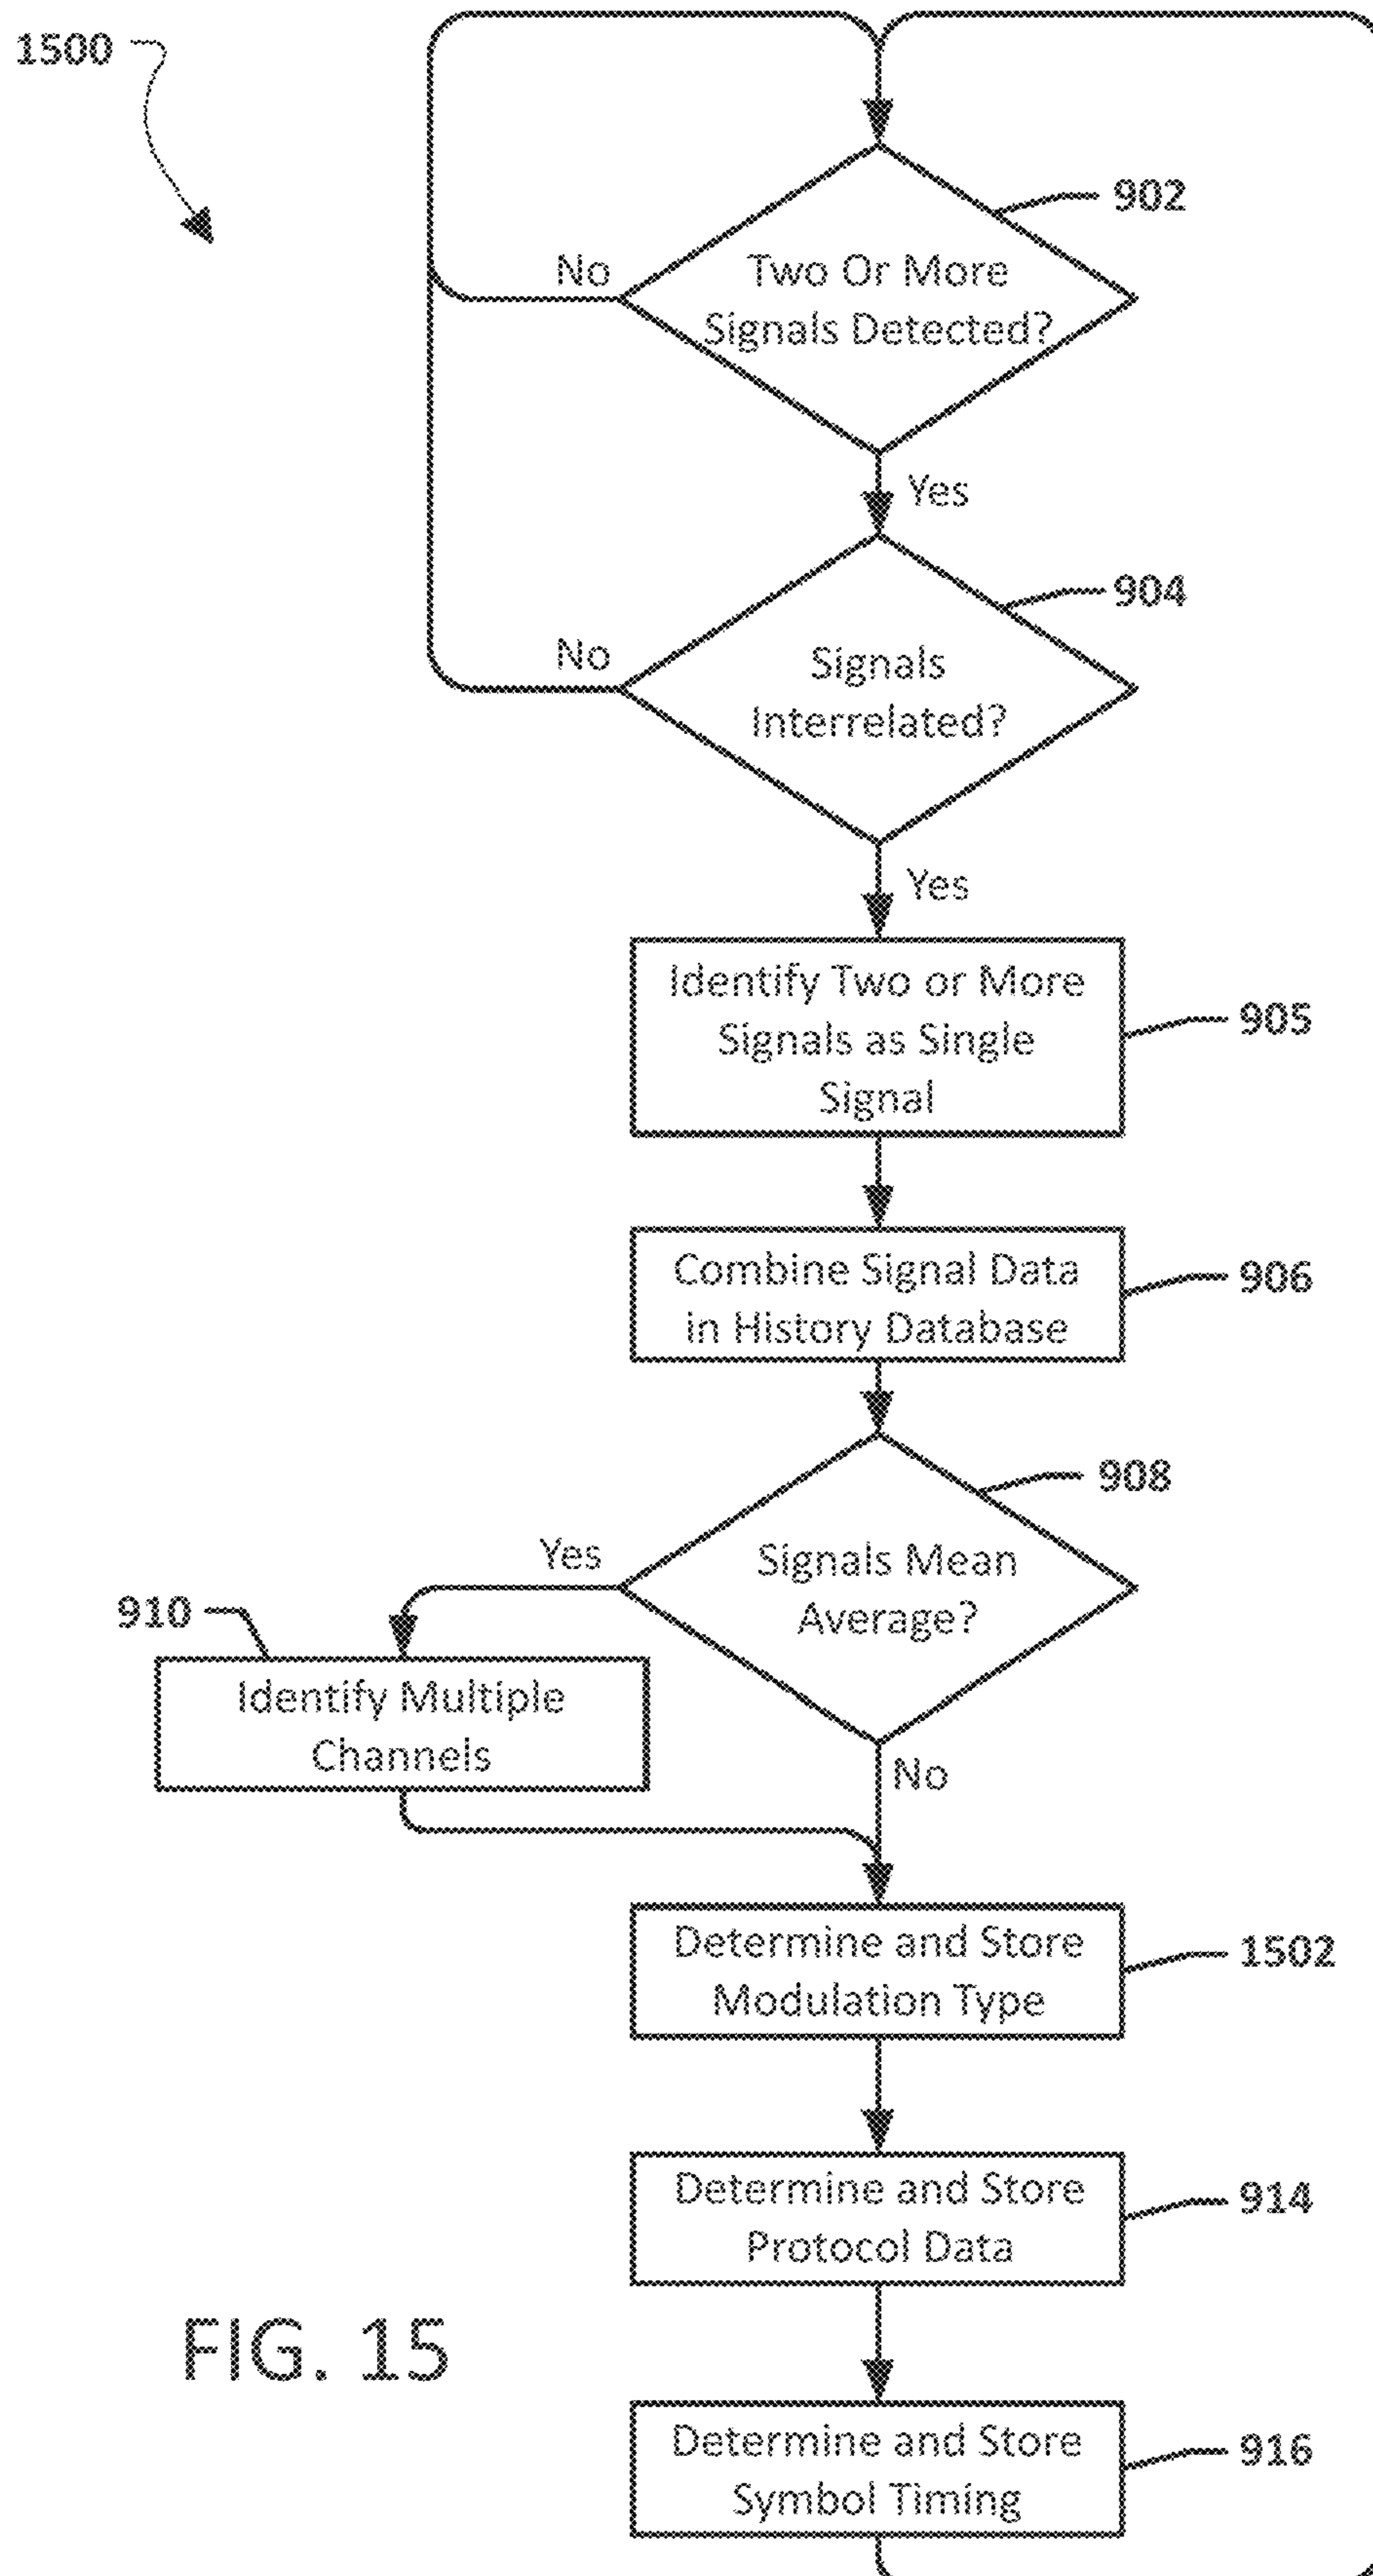 1500
902
No
Two Or More
Signals Detected?
Yes
904
No
Signals
Interrelated?
Yes
Identify Two or More
Signals as Single
Signal
905
Combine Signal Data
in History Database
906
908
Yes
Signals Mean
Average?
910
Identify Multiple
Channels
No
Determine and Store
Modulation Type
1502
Determine and Store
Protocol Data
914
FIG. 15
Determine and Store
Symbol Timing
916